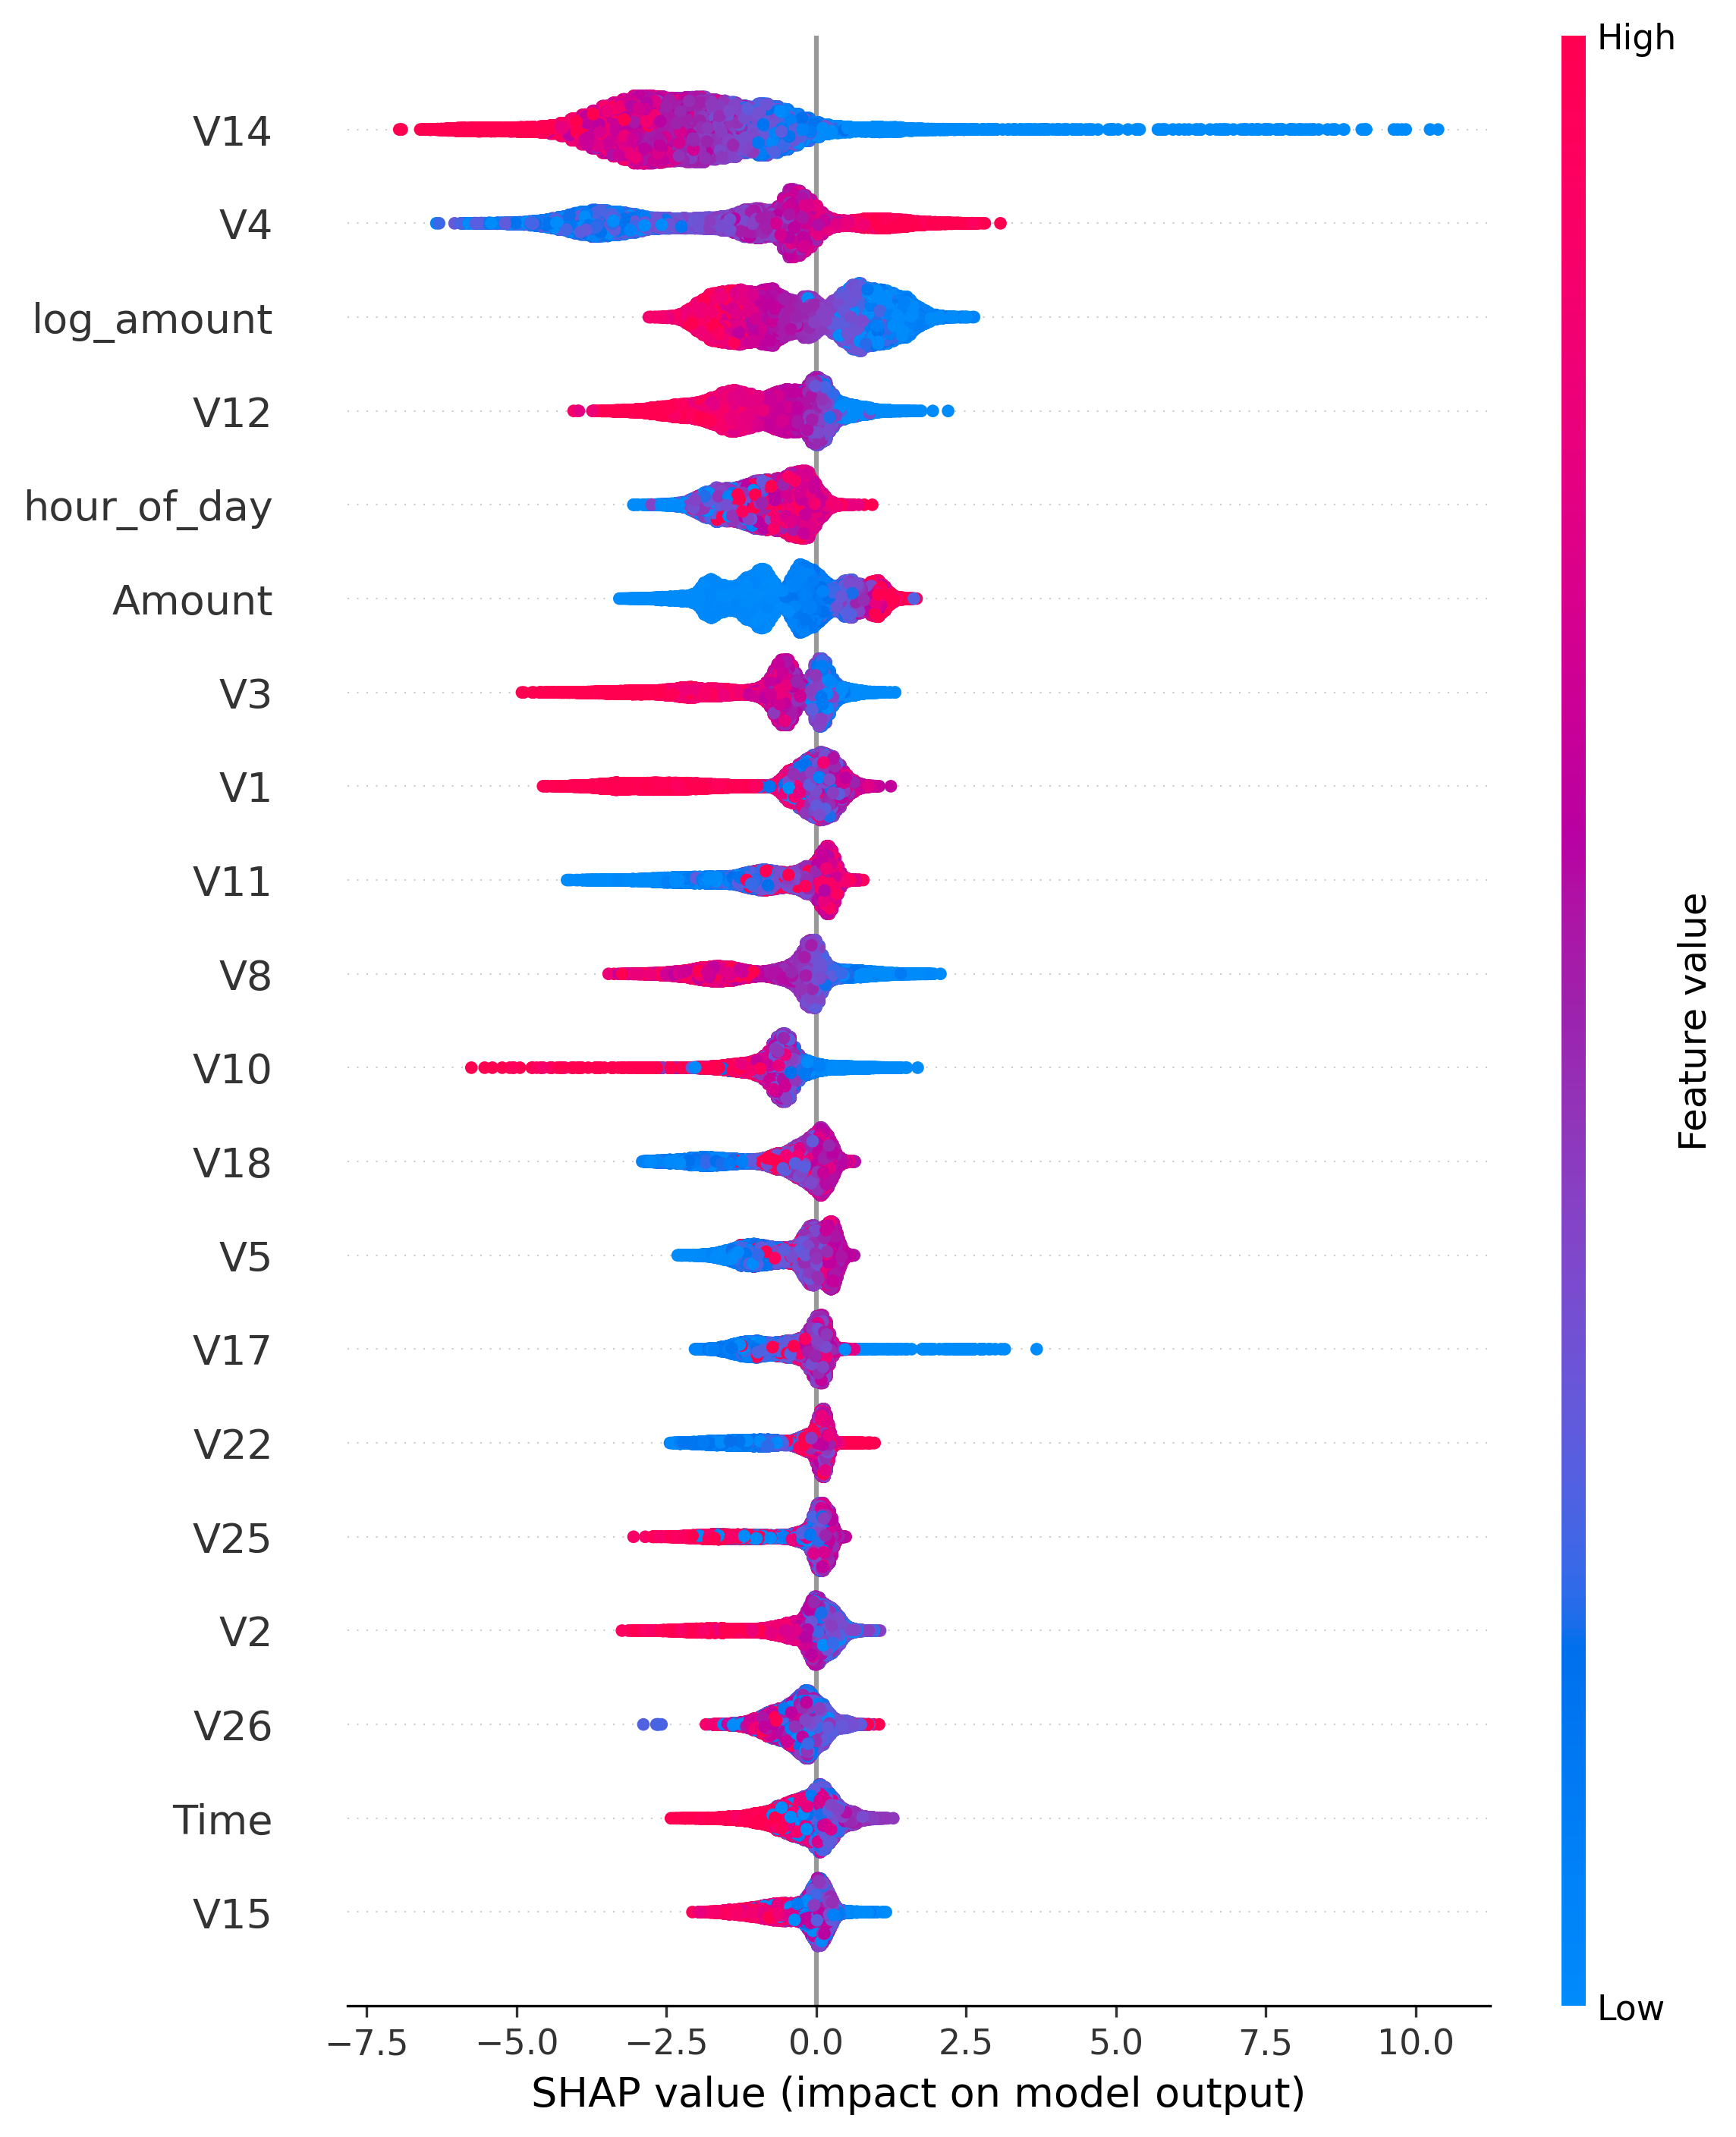 High
V14
V4
log_amount
V12
hour_of_day
Amount
V3
V1
V11
V8
V10
V18
V5
V17
V22
V25
V2
V26
Time
V15
Feature value
Low
−7.5 −5.0 −2.5 0.0 2.5 5.0 7.5 10.0
SHAP value (impact on model output)